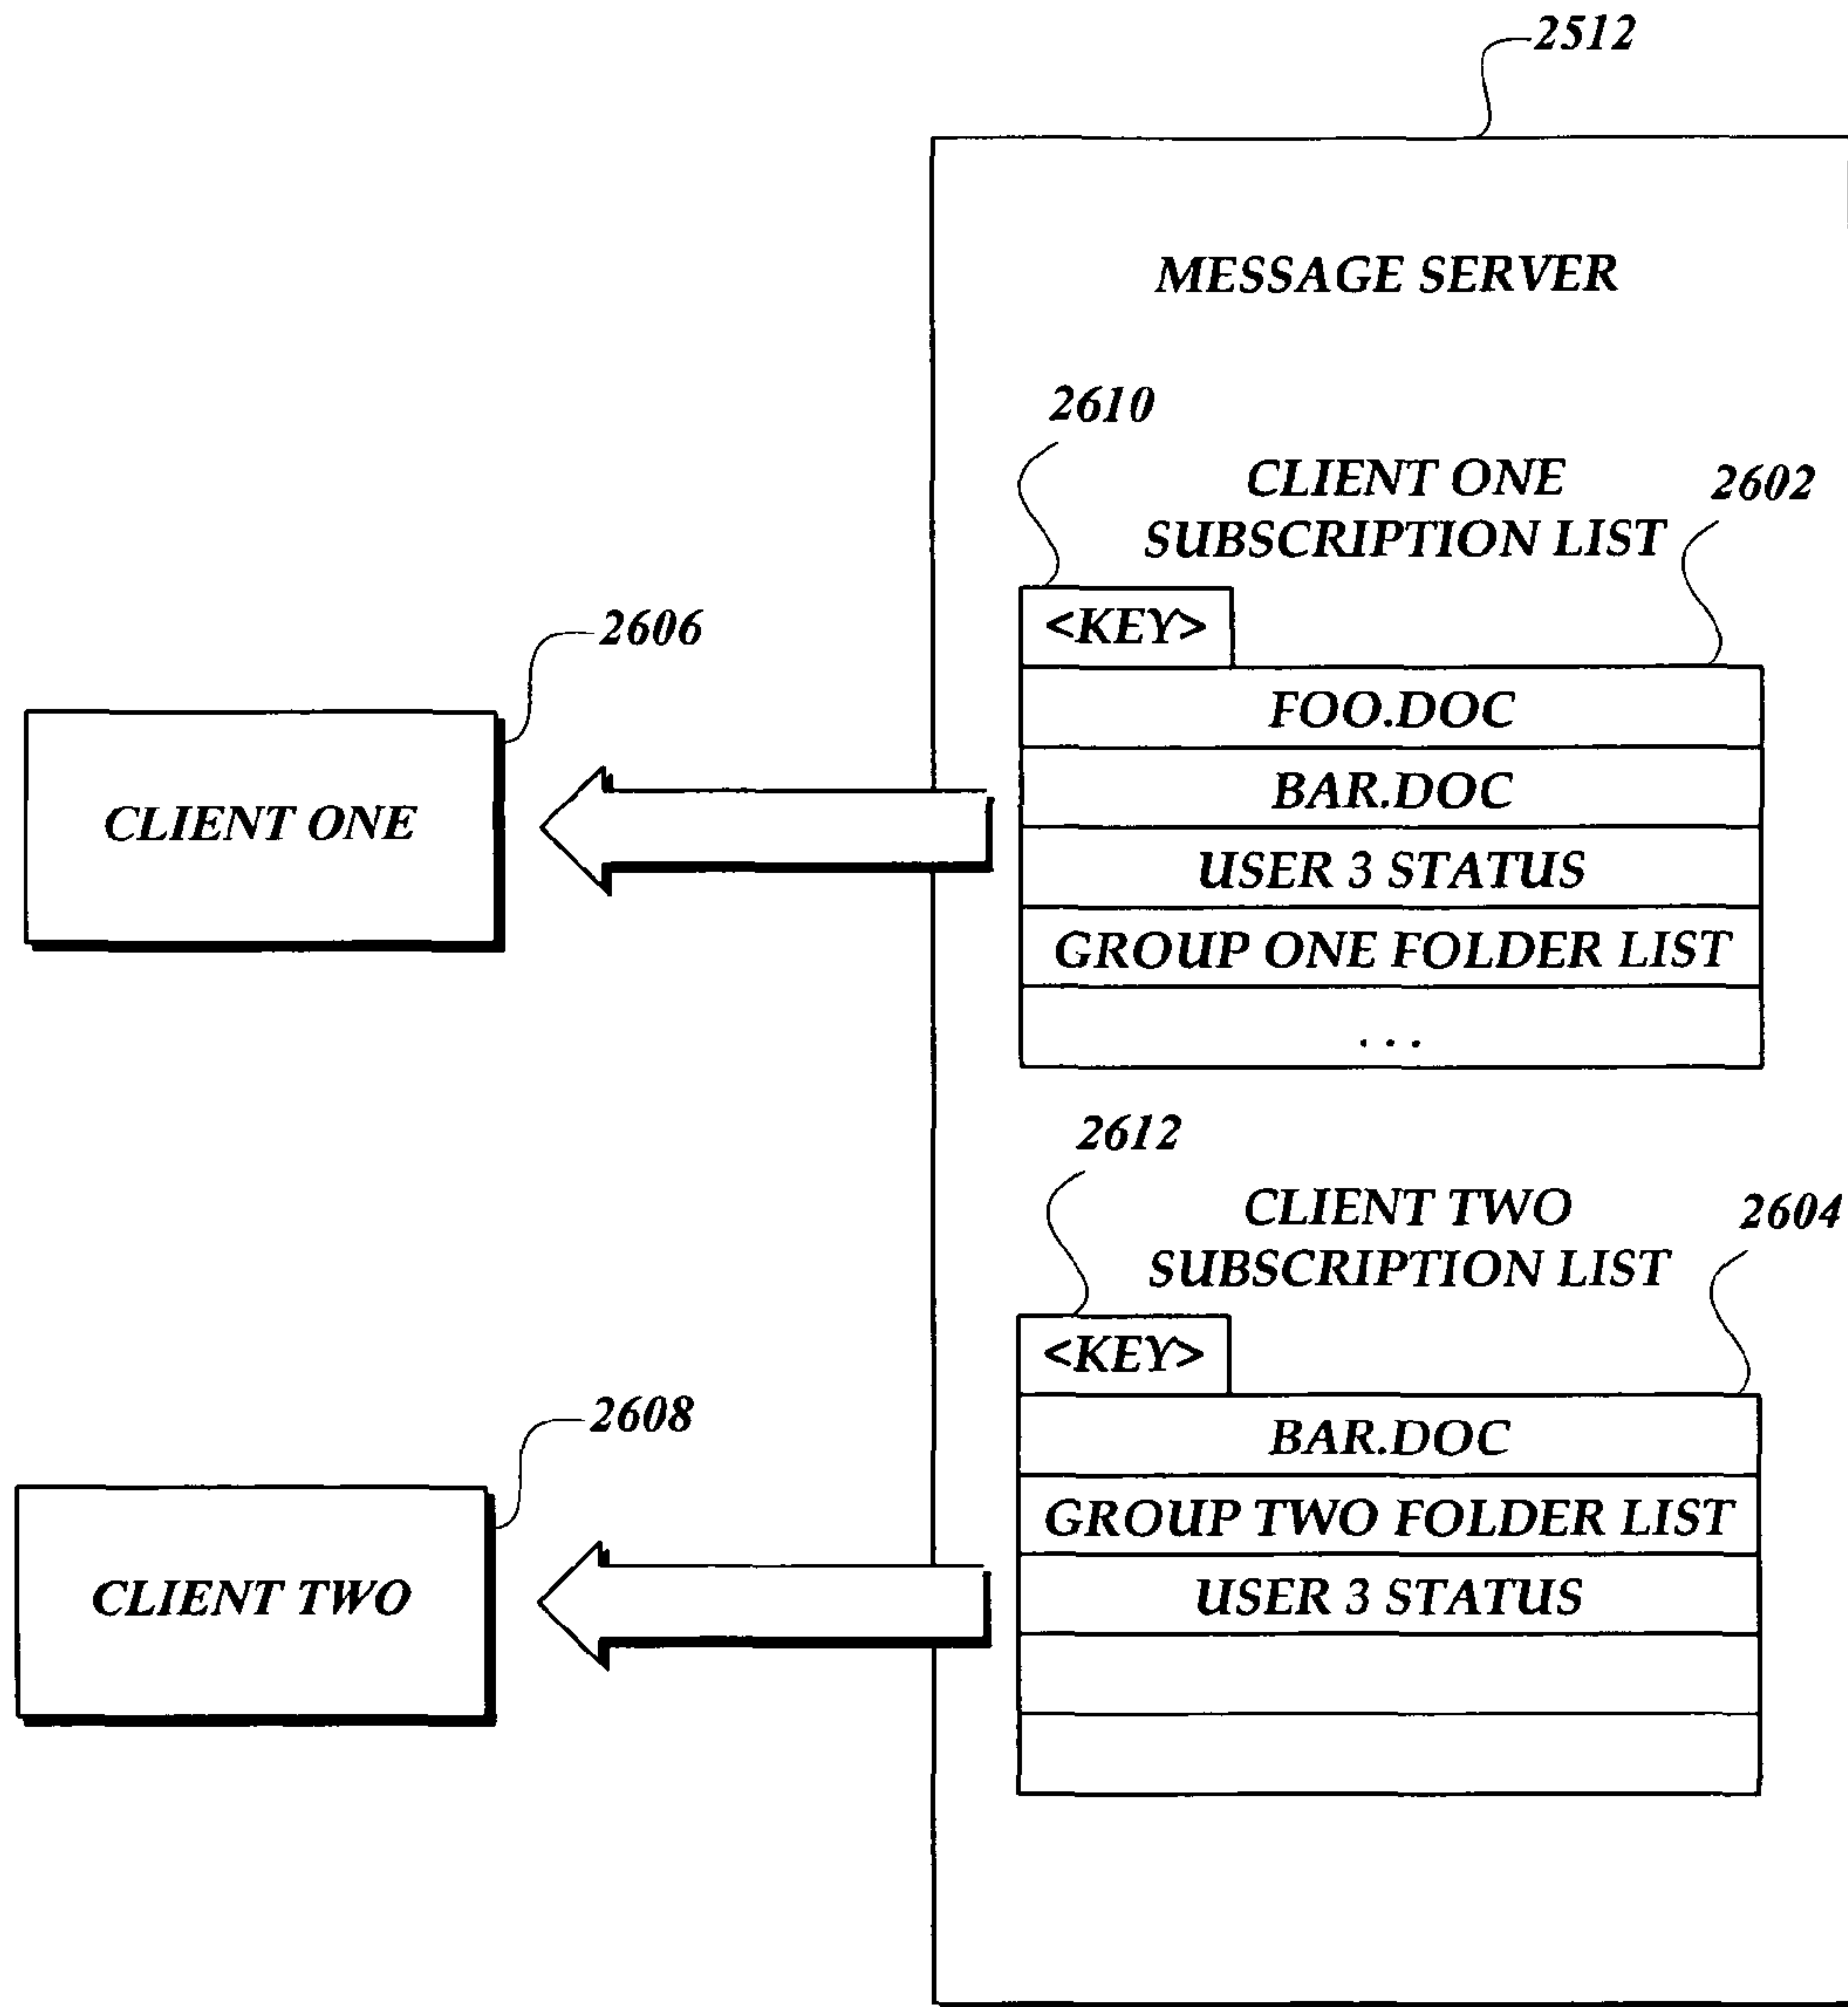 2512
MESSAGE SERVER
2610
CLIENT ONE
SUBSCRIPTION LIST
2602
<KEY>
FOO.DOC
BAR.DOC
USER 3 STATUS
GROUP ONE FOLDER LIST
...
2606
CLIENT ONE
2612
CLIENT TWO
SUBSCRIPTION LIST
2604
<KEY>
BAR.DOC
GROUP TWO FOLDER LIST
USER 3 STATUS
2608
CLIENT TWO